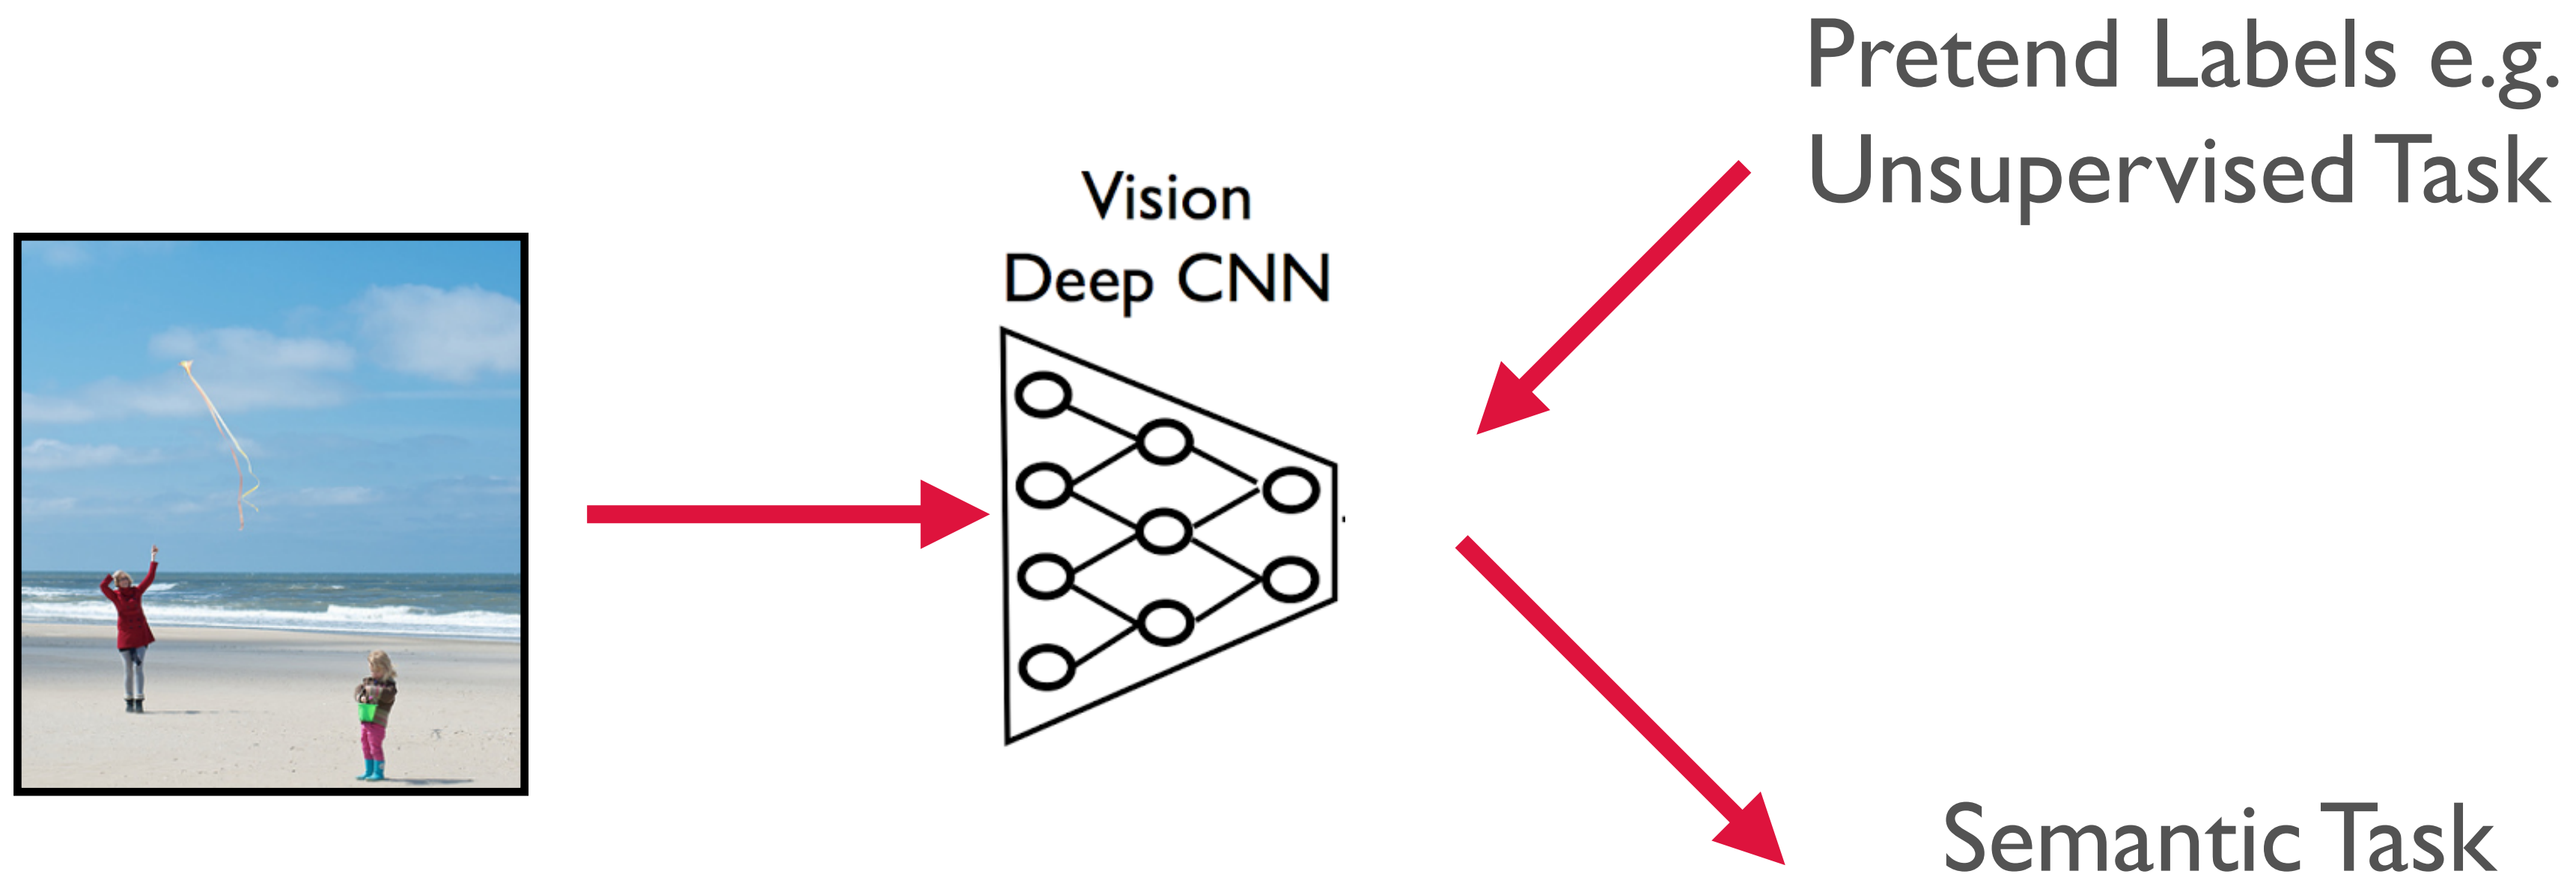 Pretend Labels e.g.
Unsupervised Task
Vision
Deep CNN
Semantic Task